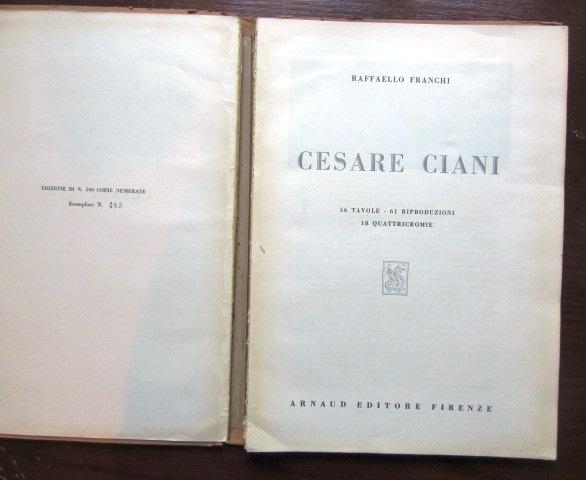 EDIZIONE DI N. 500 COPIE NUMERATE
Esemplare N. 485
RAFFAELLO FRANCHI
CESARE CIANI
56 TAVOLE - 61 RIPRODUZIONI
18 QUATTRICROMIE
ARNAUD EDITORE FIRENZE